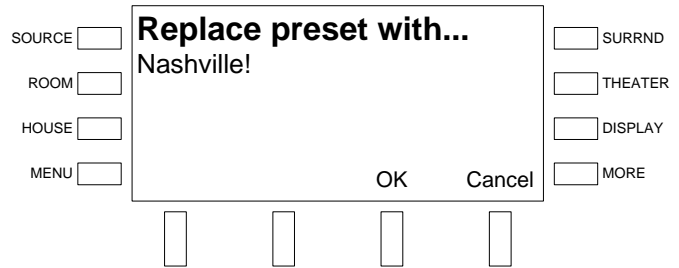 Replace preset with...
Nashville!
OK Cancel
SOURCE
ROOM
HOUSE
MENU
SURRND
THEATER
DISPLAY
MORE